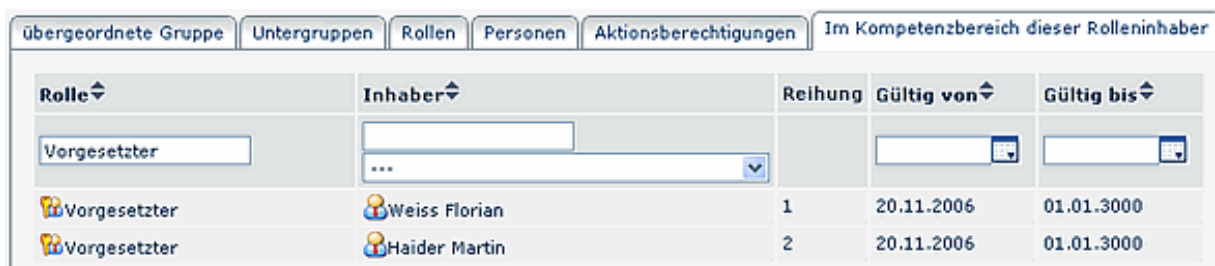 übergeordnete Gruppe Untergruppen Rollen Personen Aktionsberechtigungen Im Kompetenzbereich dieser Rolleninhaber
Rolle Inhaber Reihung Gültig von Gültig bis
Vorgesetzter
---
Vorgesetzter Weiss Florian 1 20.11.2006 01.01.3000
Vorgesetzter Haider Martin 2 20.11.2006 01.01.3000